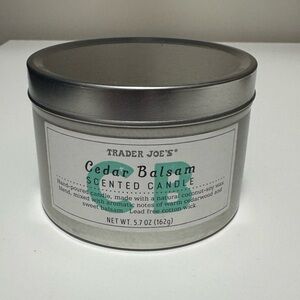 TRADER JOE'S®
Cedar Balsam
SCENTED CANDLE
Hand-poured candle, made with a natural coconut-soy wax
blend, mixed with aromatic notes of warm cedarwood and
sweet balsam. Lead free cotton wick
NET WT. 5.7 OZ (162g)